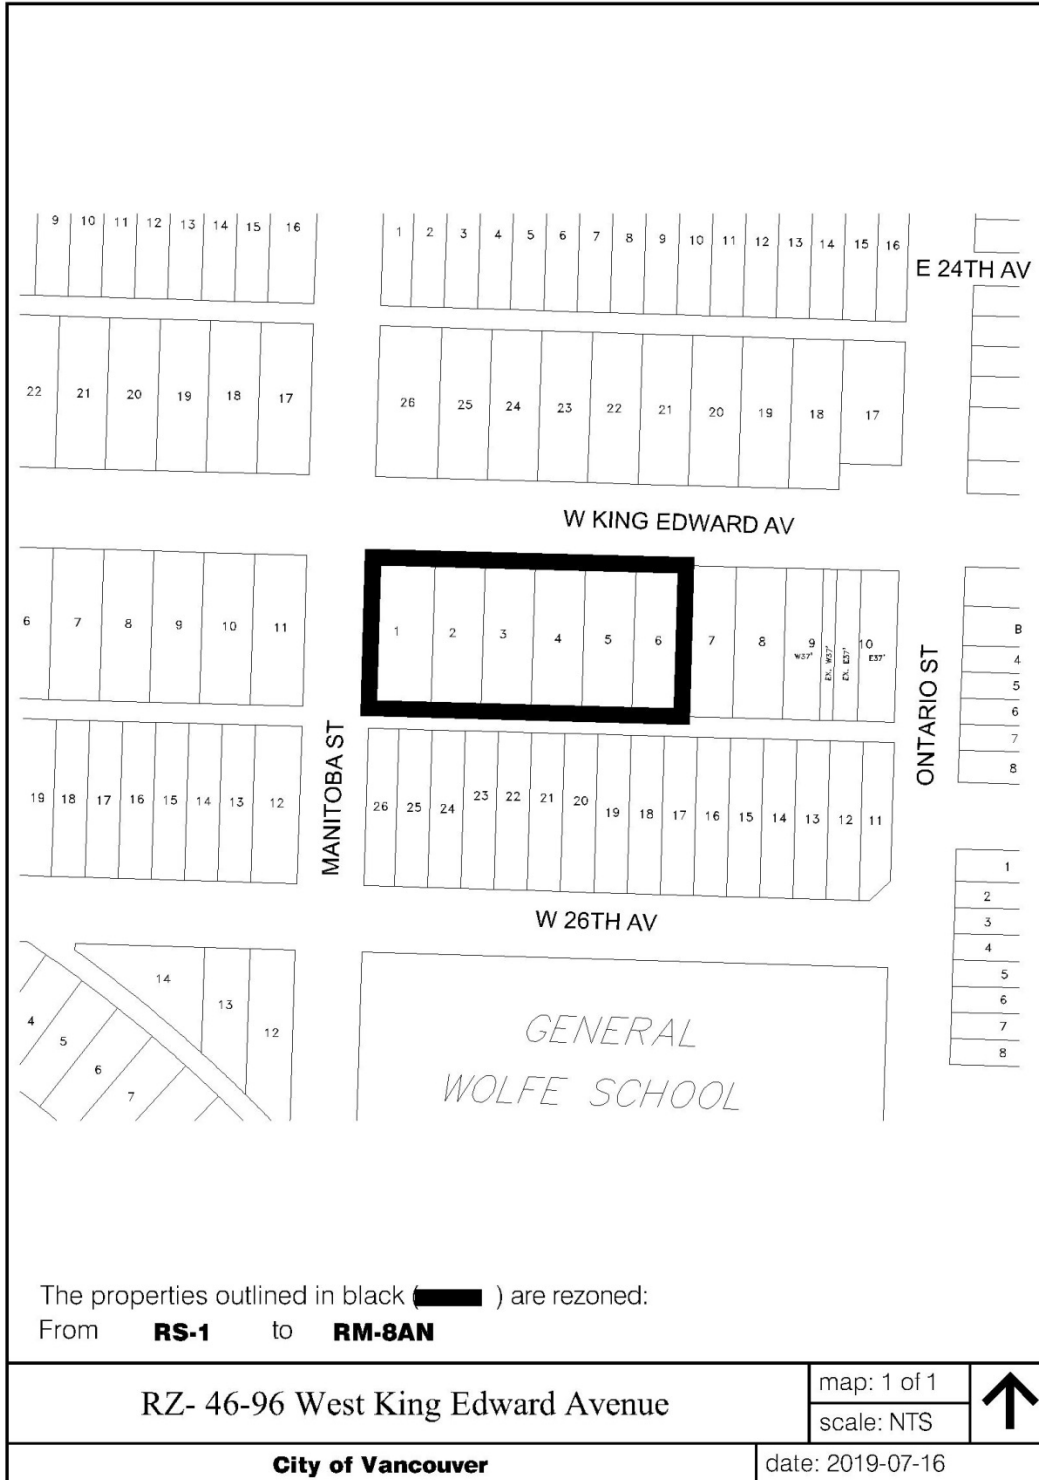 9 10 11 12 13 14 15 16
1 2 3 4 5 6 7 8 9 10 11 12 13 14 15 16
E 24TH AV
22 21 20 19 18 17
26 25 24 23 22 21 20 19 18 17
W KING EDWARD AV
6 7 8 9 10 11
1 2 3 4 5 6 7 8 9 10
W37' EX. W37' EX. E37' E37'
B
4
5
6
7
8
ONTARIO ST
MANITOBA ST
19 18 17 16 15 14 13 12
26 25 24 23 22 21 20 19 18 17 16 15 14 13 12 11
W 26TH AV
1
2
3
4
5
6
7
8
14 13 12
4 5 6 7
GENERAL
WOLFE SCHOOL
The properties outlined in black ( ) are rezoned:
From RS-1 to RM-8AN
RZ- 46-96 West King Edward Avenue
map: 1 of 1
scale: NTS
City of Vancouver
date: 2019-07-16